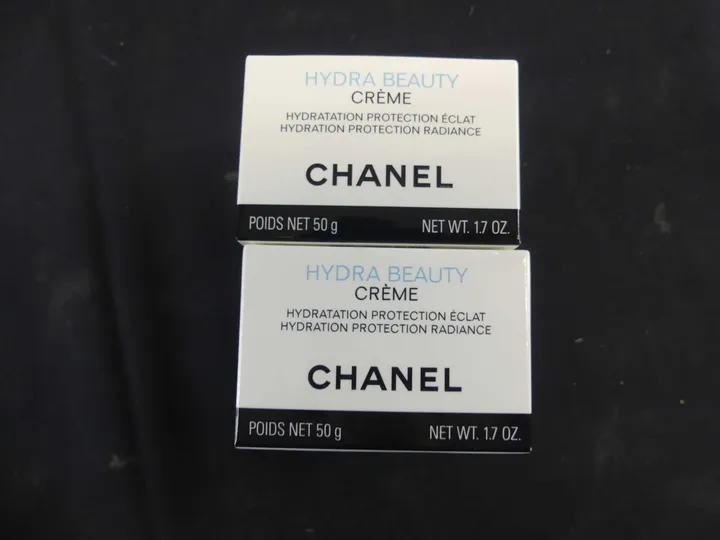 HYDRA BEAUTY
CRÈME
HYDRATATION PROTECTION ÉCLAT
HYDRATION PROTECTION RADIANCE
CHANEL
POIDS NET 50 g NET WT. 1.7 OZ.
HYDRA BEAUTY
CRÈME
HYDRATATION PROTECTION ÉCLAT
HYDRATION PROTECTION RADIANCE
CHANEL
POIDS NET 50 g NET WT. 1.7 OZ.